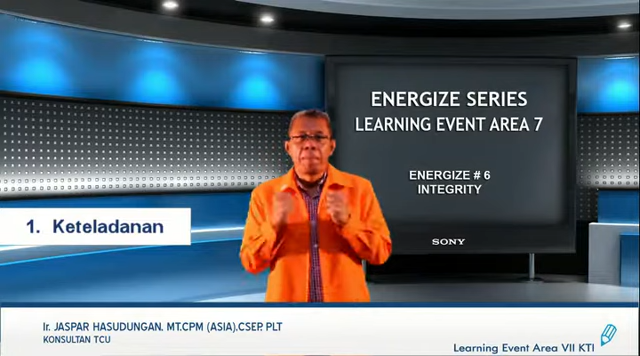 ENERGIZE SERIES
LEARNING EVENT AREA 7
ENERGIZE # 6
INTEGRITY
SONY
1. Keteladanan
Ir. JASPAR HASUDUNGAN. MT.CPM (ASIA).CSEP. PLT
KONSULTAN TCU
Learning Event Area VII KTI